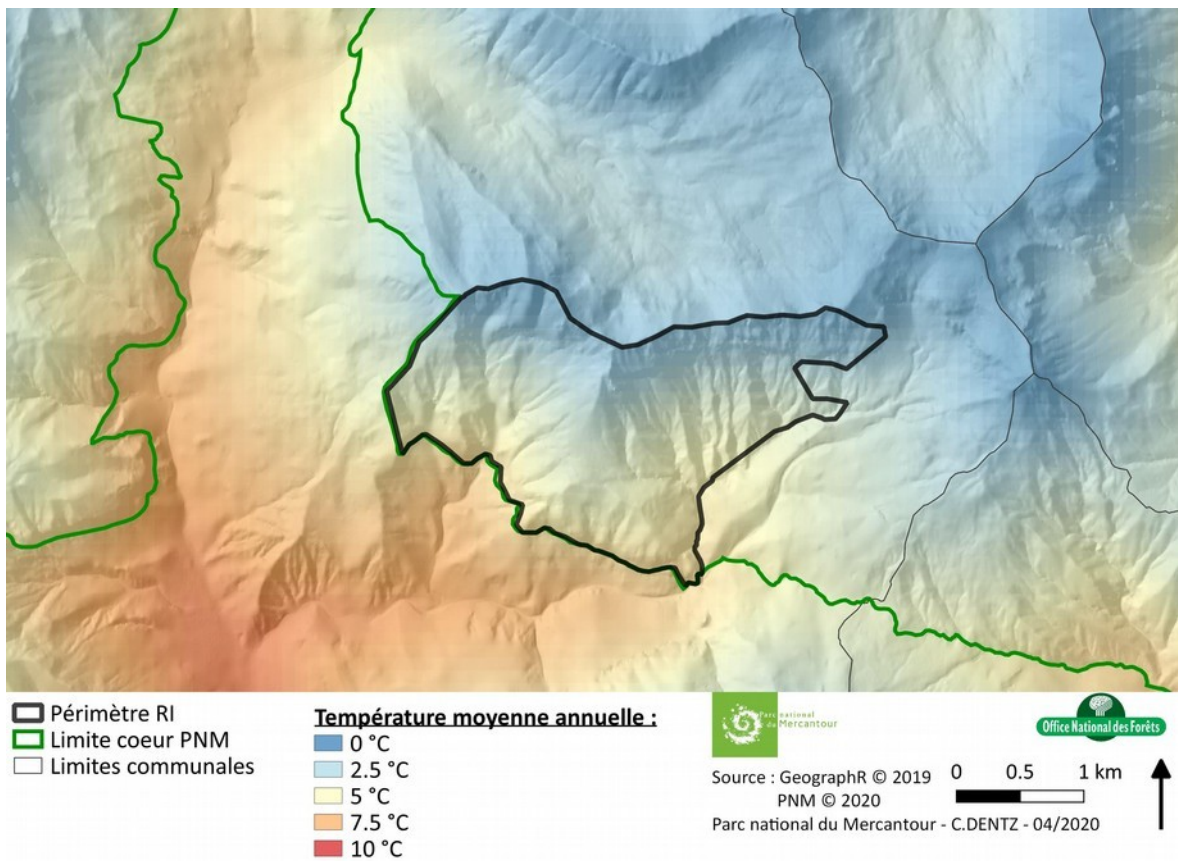 Périmètre RI
Limite coeur PNM
Limites communales
Température moyenne annuelle :
0 °C
2.5 °C
5 °C
7.5 °C
10 °C
Parc national
du Mercantour
Office National des Forêts
Source : GeographR © 2019
PNM © 2020
0 0.5 1 km
Parc national du Mercantour - C.DENTZ - 04/2020